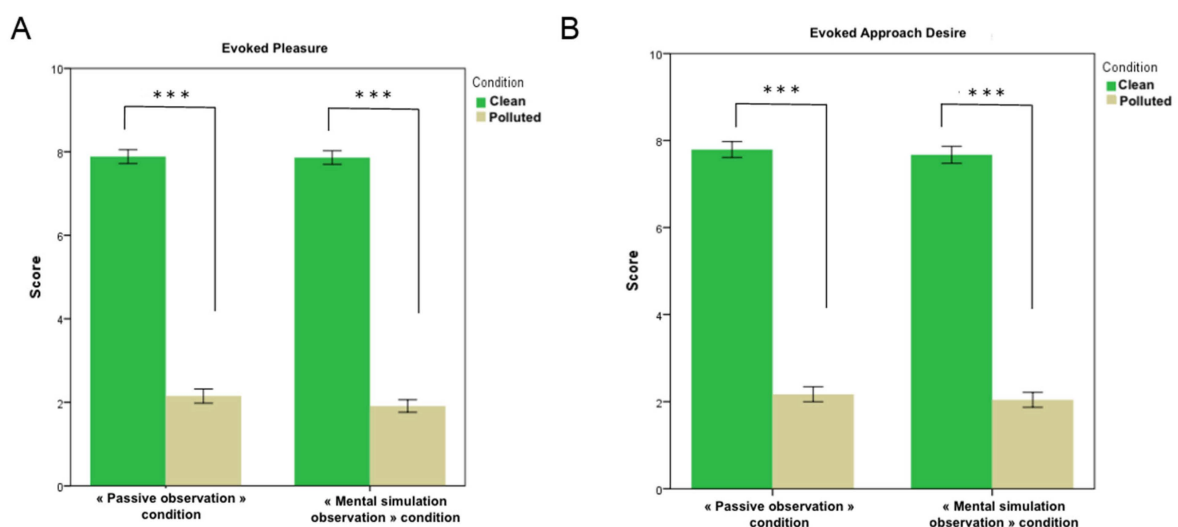 A
Evoked Pleasure
10
8
6
4
2
0
Score
***
***
Condition
Clean
Polluted
« Passive observation »
condition
« Mental simulation
observation » condition
B
Evoked Approach Desire
10
8
6
4
2
0
Score
***
***
Condition
Clean
Polluted
« Passive observation »
condition
« Mental simulation
observation » condition